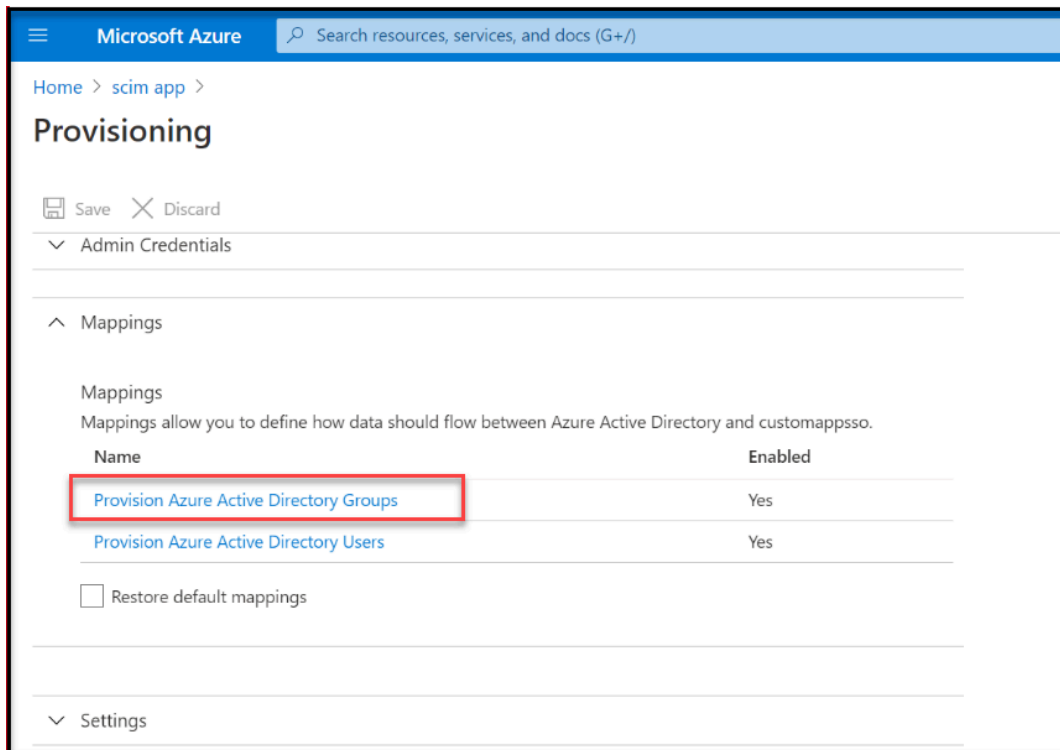 Microsoft Azure
Search resources, services, and docs (G+/)
Home > scim app >
Provisioning
Save Discard
Admin Credentials
Mappings
Mappings
Mappings allow you to define how data should flow between Azure Active Directory and customappsso.
Name Enabled
Provision Azure Active Directory Groups Yes
Provision Azure Active Directory Users Yes
Restore default mappings
Settings